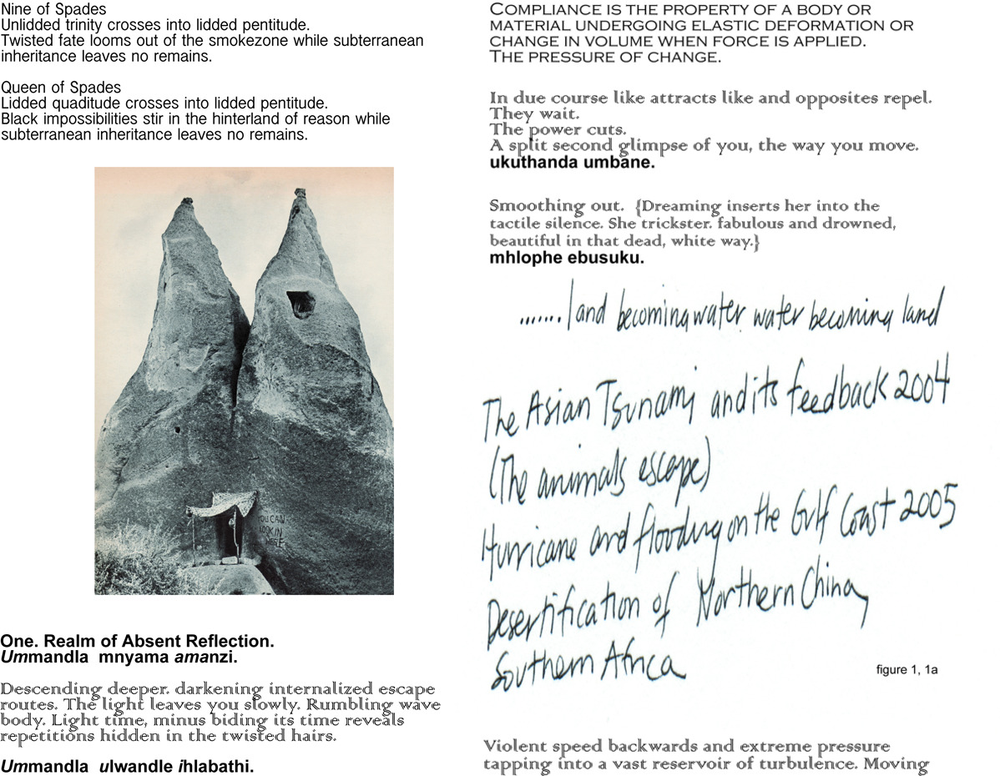 Nine of Spades
Unlidded trinity crosses into lidded pentitude.
Twisted fate looms out of the smokezone while subterranean
inheritance leaves no remains.
Queen of Spades
Lidded quaditude crosses into lidded pentitude.
Black impossibilities stir in the hinterland of reason while
subterranean inheritance leaves no remains.
YOU CAN
LOOK IN
HERE
One. Realm of Absent Reflection.
Ummandla mnyama amanzi.
Descending deeper. darkening internalized escape
routes. The light leaves you slowly. Rumbling wave
body. Light time, minus biding its time reveals
repetitions hidden in the twisted hairs.
Ummandla ulwandle ihlabathi.
COMPLIANCE IS THE PROPERTY OF A BODY OR
MATERIAL UNDERGOING ELASTIC DEFORMATION OR
CHANGE IN VOLUME WHEN FORCE IS APPLIED.
THE PRESSURE OF CHANGE.
In due course like attracts like and opposites repel.
They wait.
The power cuts.
A split second glimpse of you, the way you move.
ukuthanda umbane.
Smoothing out. {Dreaming inserts her into the
tactile silence. She trickster. fabulous and drowned,
beautiful in that dead, white way.}
mhlophe ebusuku.
.......land becoming water water becoming land
The Asian Tsunami and its feedback 2004
(The animals escape)
Hurricane and flooding on the Gulf Coast 2005
Desertification of Northern China,
Southern Africa
figure 1, 1a
Violent speed backwards and extreme pressure
tapping into a vast reservoir of turbulence. Moving